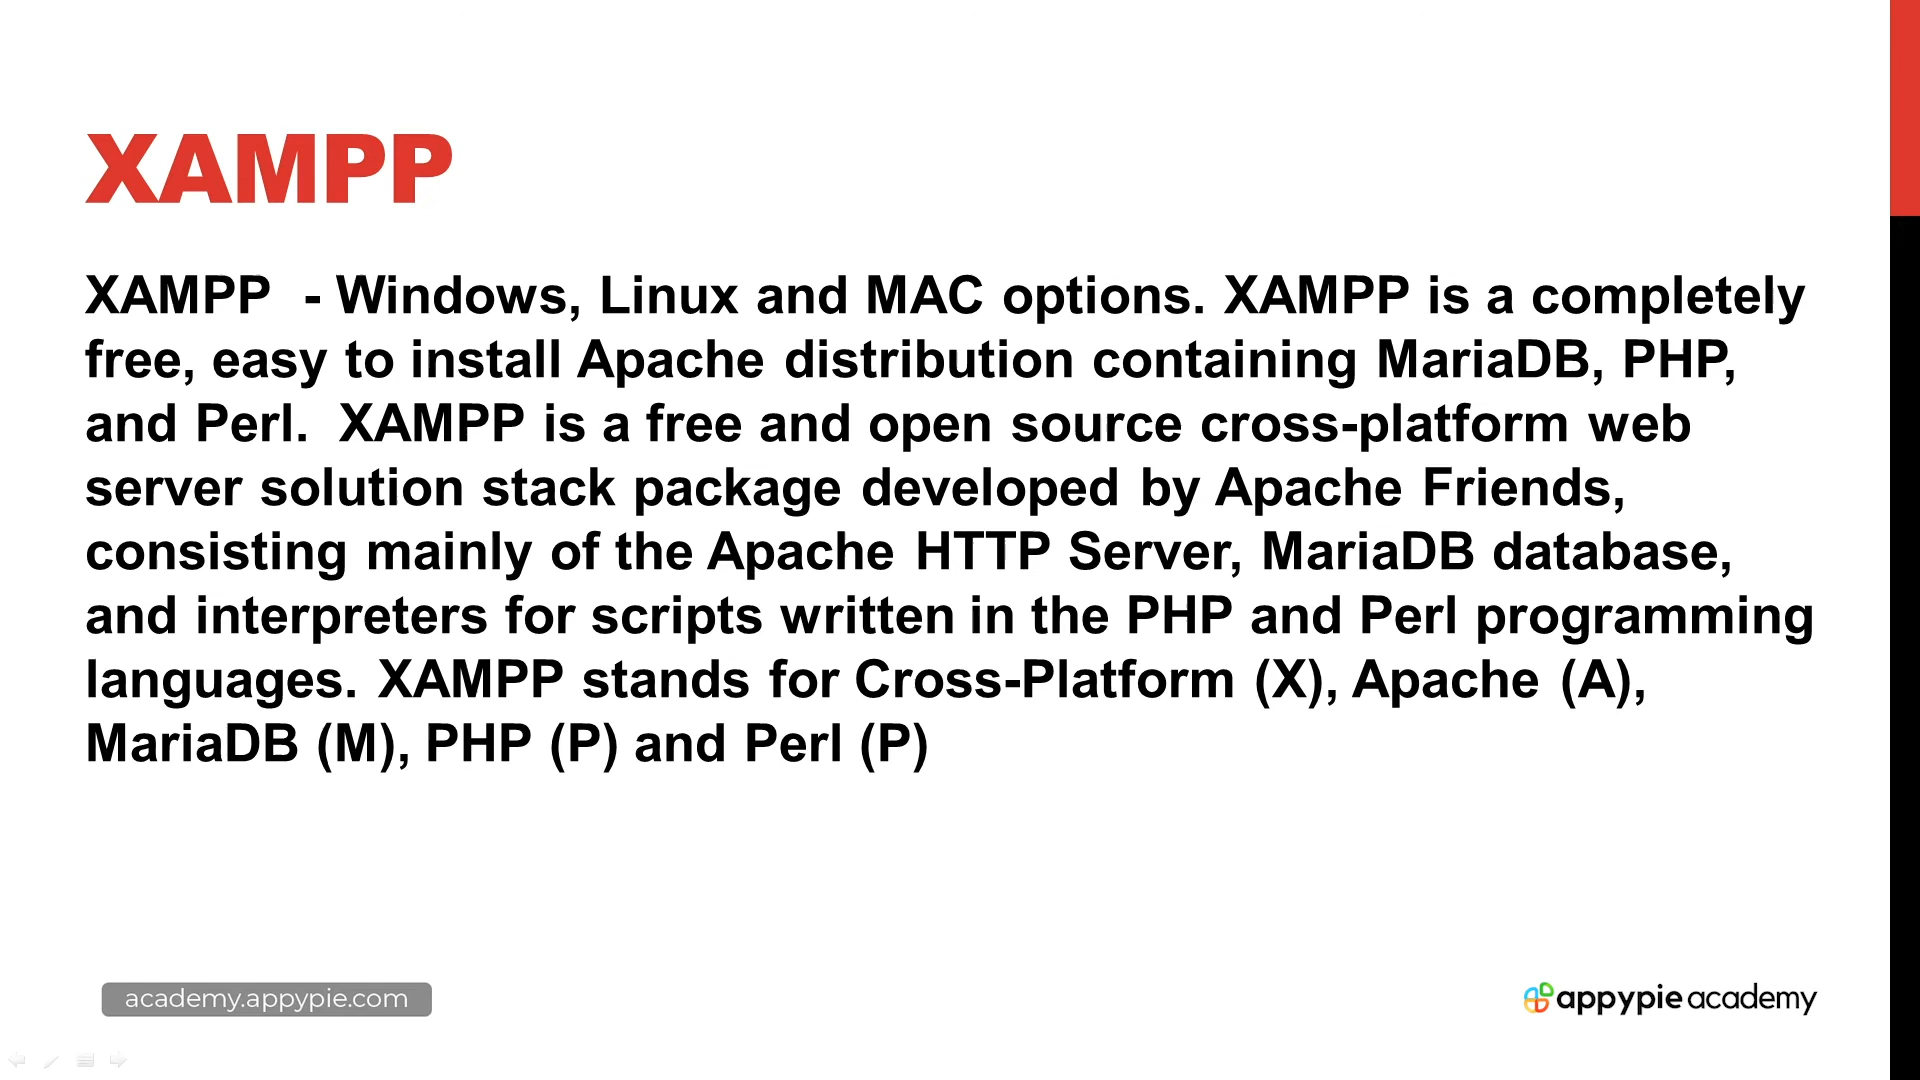 XAMPP
XAMPP  - Windows, Linux and MAC options. XAMPP is a completely
free, easy to install Apache distribution containing MariaDB, PHP,
and Perl.  XAMPP is a free and open source cross-platform web
server solution stack package developed by Apache Friends,
consisting mainly of the Apache HTTP Server, MariaDB database,
and interpreters for scripts written in the PHP and Perl programming
languages. XAMPP stands for Cross-Platform (X), Apache (A),
MariaDB (M), PHP (P) and Perl (P)
academy.appypie.com
appypie academy